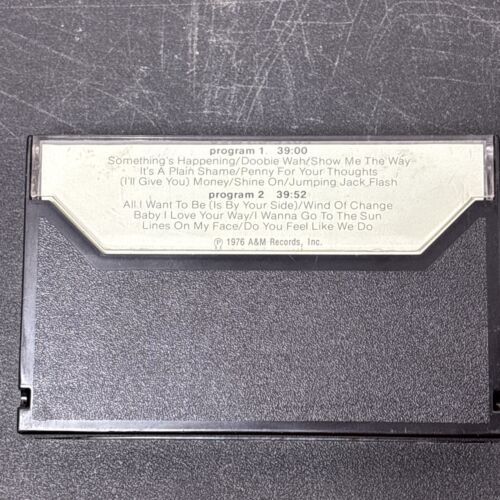 program 1. 39:00
Something's Happening/Doobie Wah/Show Me The Way
It's A Plain Shame/Penny For Your Thoughts
(I'll Give You) Money/Shine On/Jumping Jack Flash
program 2 39:52
All I Want To Be (Is By Your Side)/Wind Of Change
Baby I Love Your Way/I Wanna Go To The Sun
Lines On My Face/Do You Feel Like We Do
℗ 1976 A&M Records, Inc.